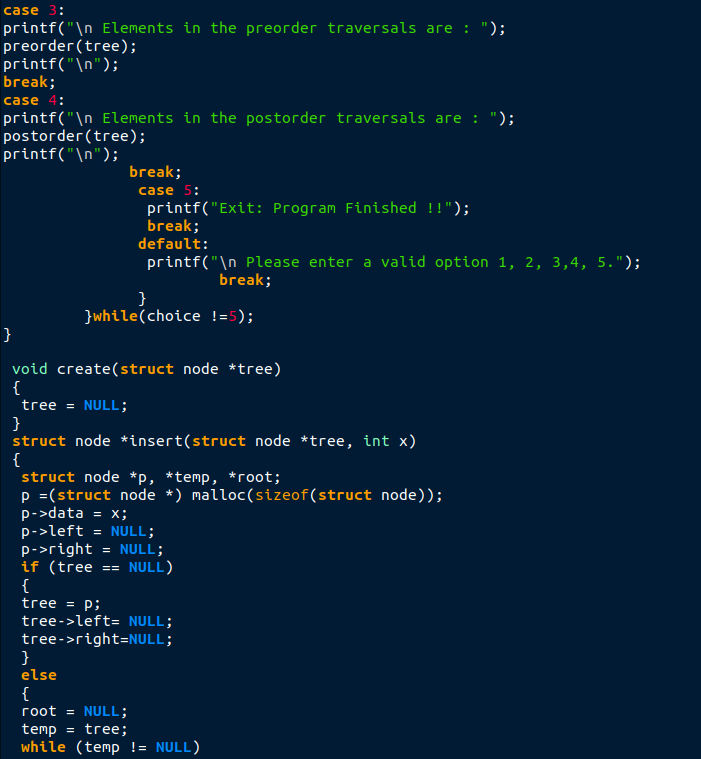 case 3:
printf("\n Elements in the preorder traversals are : ");
preorder(tree);
printf("\n");
break;
case 4:
printf("\n Elements in the postorder traversals are : ");
postorder(tree);
printf("\n");
break;
case 5:
printf("Exit: Program Finished !!");
break;
default:
printf("\n Please enter a valid option 1, 2, 3,4, 5.");
break;
}
}while(choice !=5);
}
void create(struct node *tree)
{
tree = NULL;
}
struct node *insert(struct node *tree, int x)
{
struct node *p, *temp, *root;
p =(struct node *) malloc(sizeof(struct node));
p->data = x;
p->left = NULL;
p->right = NULL;
if (tree == NULL)
{
tree = p;
tree->left= NULL;
tree->right=NULL;
}
else
{
root = NULL;
temp = tree;
while (temp != NULL)